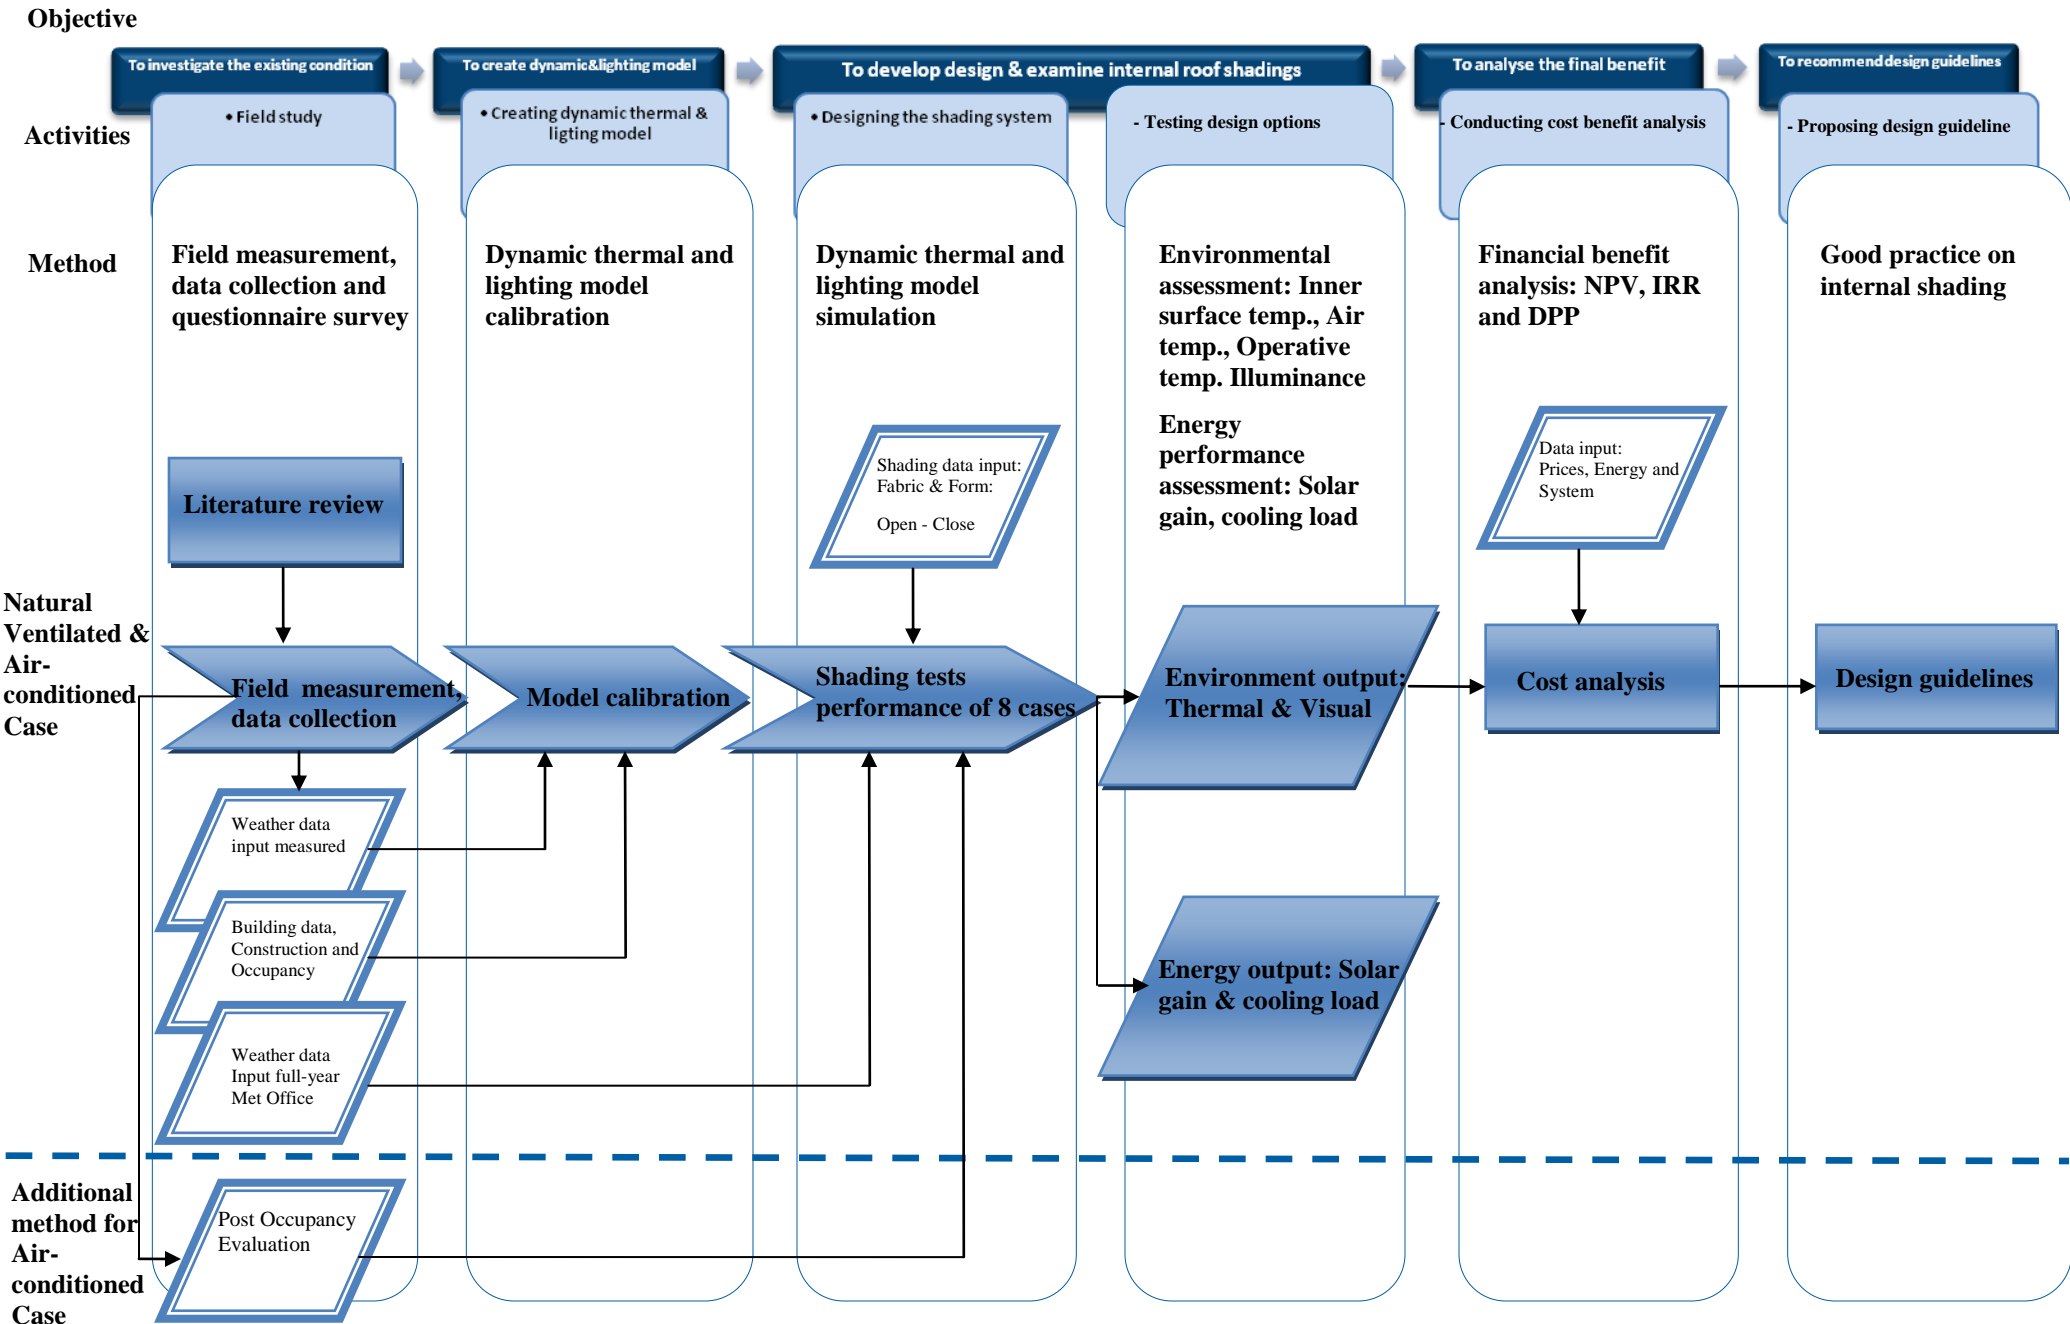 Objective
To investigate the existing condition
To create dynamic&lighting model
To develop design & examine internal roof shadings
To analyse the final benefit
To recommend design guidelines
Activities
• Field study
• Creating dynamic thermal &
ligting model
• Designing the shading system
- Testing design options
- Conducting cost benefit analysis
- Proposing design guideline
Method
Field measurement,
data collection and
questionnaire survey
Dynamic thermal and
lighting model
calibration
Dynamic thermal and
lighting model
simulation
Environmental
assessment: Inner
surface temp., Air
temp., Operative
temp. Illuminance
Energy
performance
assessment: Solar
gain, cooling load
Financial benefit
analysis: NPV, IRR
and DPP
Good practice on
internal shading
Literature review
Shading data input:
Fabric & Form:
Open - Close
Data input:
Prices, Energy and
System
Natural
Ventilated &
Air-
conditioned
Case
Field measurement,
data collection
Model calibration
Shading tests
performance of 8 cases
Environment output:
Thermal & Visual
Cost analysis
Design guidelines
Weather data
input measured
Building data,
Construction and
Occupancy
Weather data
Input full-year
Met Office
Energy output: Solar
gain & cooling load
Additional
method for
Air-
conditioned
Case
Post Occupancy
Evaluation